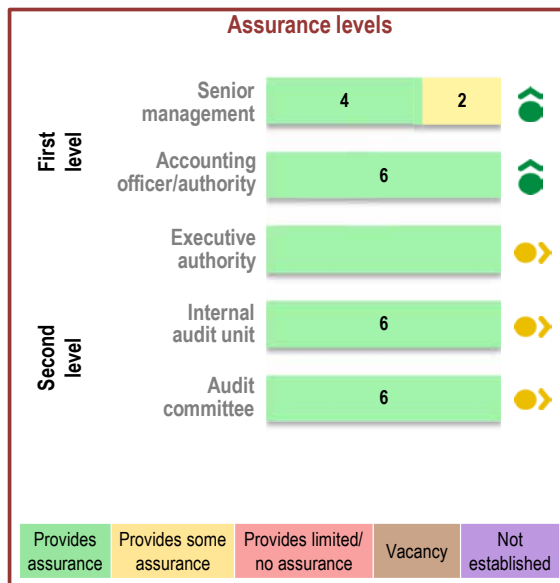 Assurance levels
First
level
Senior
management
4
2
Accounting
officer/authority
6
Executive
authority
Second
level
Internal
audit unit
6
Audit
committee
6
Provides
assurance
Provides some
assurance
Provides limited/
no assurance
Vacancy
Not
established